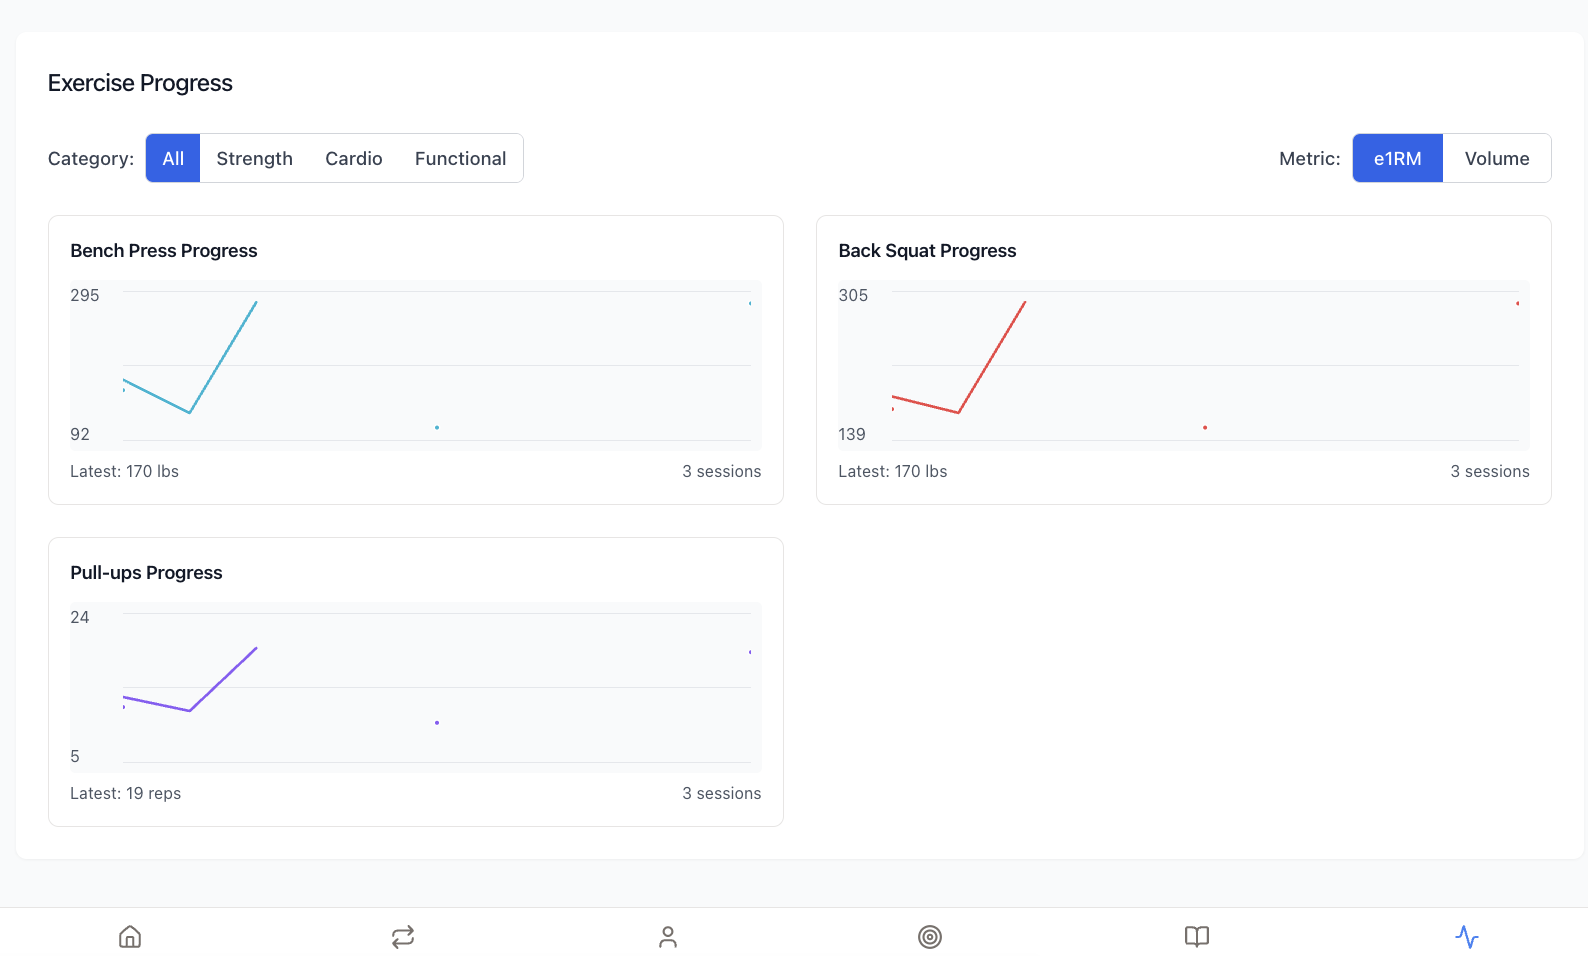 Exercise Progress
Category: All Strength Cardio Functional
Metric: e1RM Volume
Bench Press Progress
295
92
Latest: 170 lbs
3 sessions
Back Squat Progress
305
139
Latest: 170 lbs
3 sessions
Pull-ups Progress
24
5
Latest: 19 reps
3 sessions